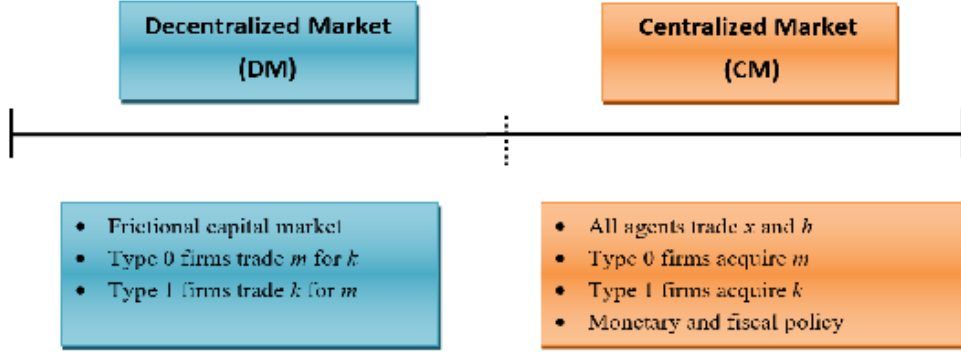 Decentralized Market
(DM)
Centralized Market
(CM)
• Frictional capital market
• Type 0 firms trade m for k
• Type 1 firms trade k for m
• All agents trade x and h
• Type 0 firms acquire m
• Type 1 firms acquire k
• Monetary and fiscal policy